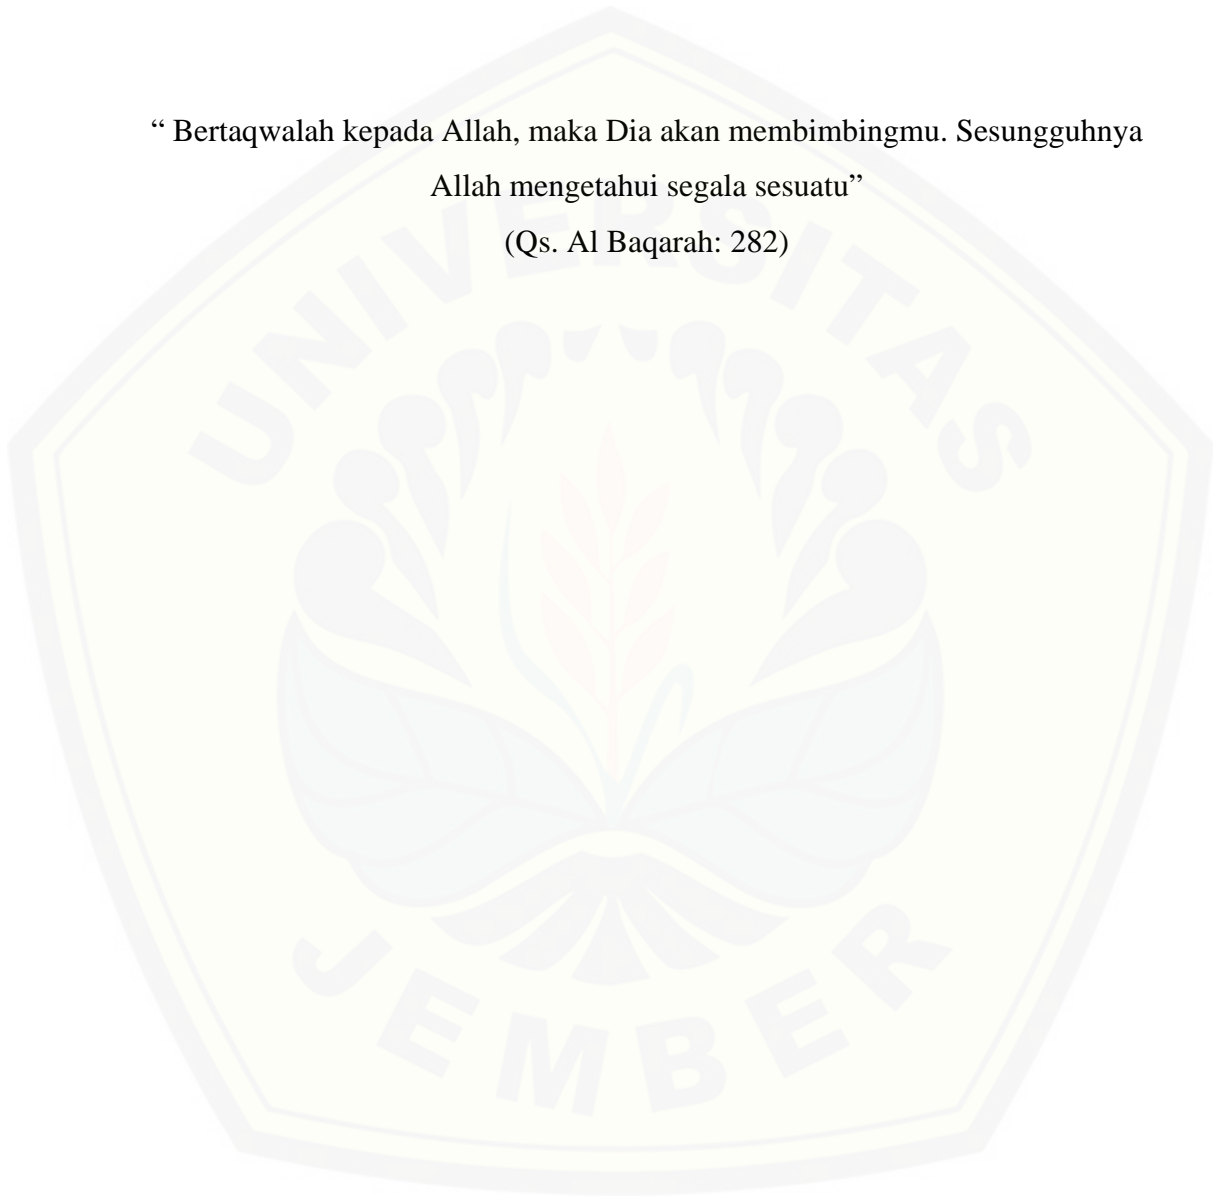 “ Bertaqwalah kepada Allah, maka Dia akan membimbingmu. Sesungguhnya
Allah mengetahui segala sesuatu”
(Qs. Al Baqarah: 282)
UNIVERSITAS
JEMBER